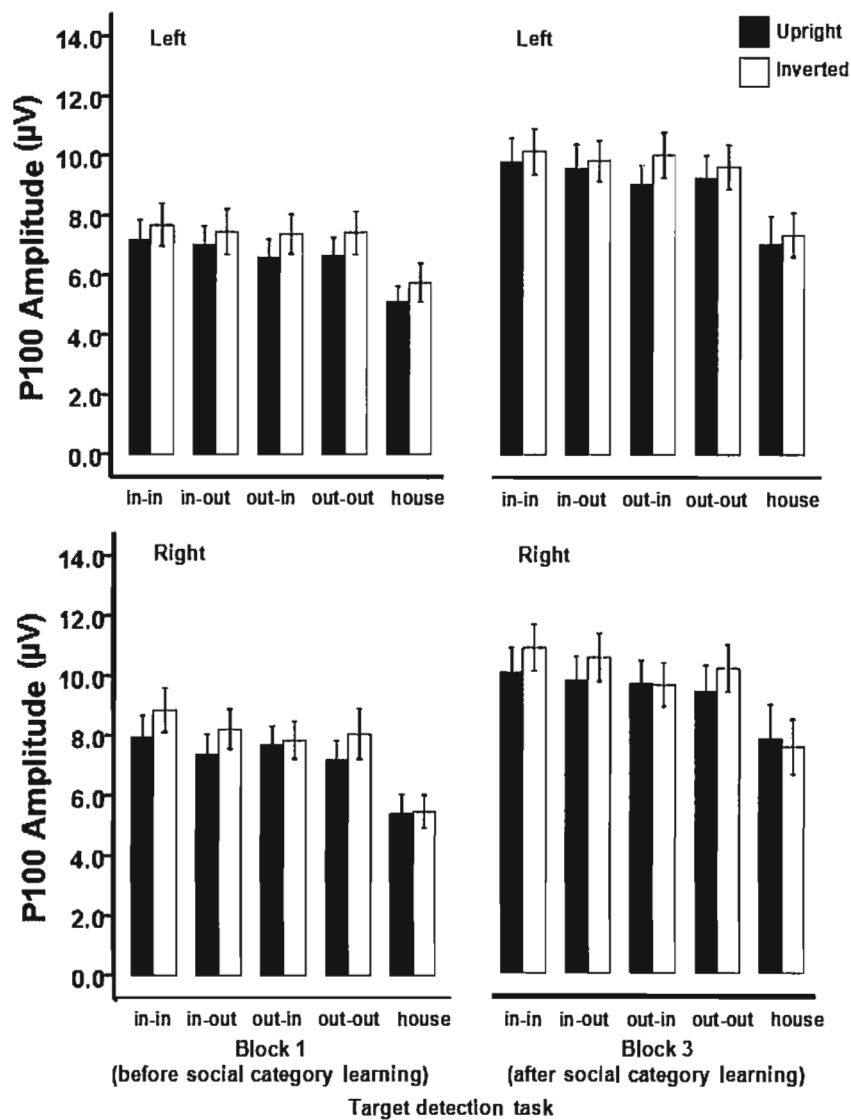 Left
Left
Upright
Inverted
P100 Amplitude (µV)
14.0
12.0
10.0
8.0
6.0
4.0
2.0
0.0
in-in in-out out-in out-out house
in-in in-out out-in out-out house
Right
Right
P100 Amplitude (µV)
14.0
12.0
10.0
8.0
6.0
4.0
2.0
0.0
in-in in-out out-in out-out house
in-in in-out out-in out-out house
Block 1
(before social category learning)
Block 3
(after social category learning)
Target detection task